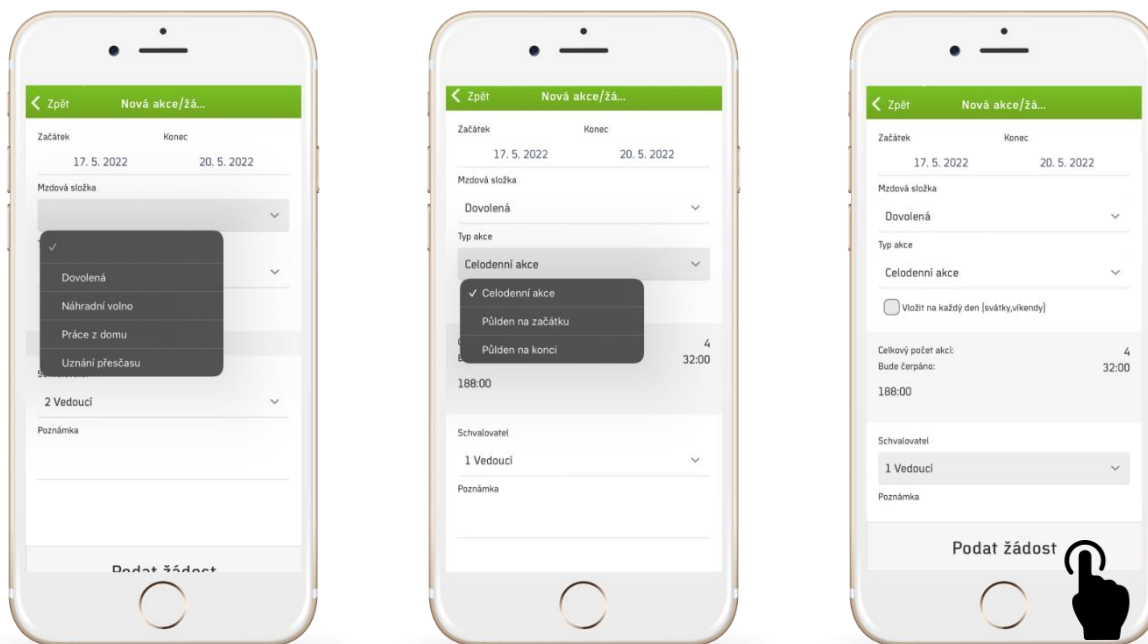 Zpět Nová akce/žá...
Začátek Konec
17. 5. 2022 20. 5. 2022
Mzdová složka
Dovolená
Náhradní volno
Práce z domu
Uznání přesčasu
2 Vedoucí
Poznámka
Podat žádost
Zpět Nová akce/žá...
Začátek Konec
17. 5. 2022 20. 5. 2022
Mzdová složka
Dovolená
Typ akce
Celodenní akce
Celodenní akce
Půlden na začátku
Půlden na konci
4
32:00
188:00
Schvalovatel
1 Vedoucí
Poznámka
Zpět Nová akce/žá...
Začátek Konec
17. 5. 2022 20. 5. 2022
Mzdová složka
Dovolená
Typ akce
Celodenní akce
Vložit na každý den (svátky,víkendy)
Celkový počet akcí: 4
Bude čerpáno: 32:00
188:00
Schvalovatel
1 Vedoucí
Poznámka
Podat žádost